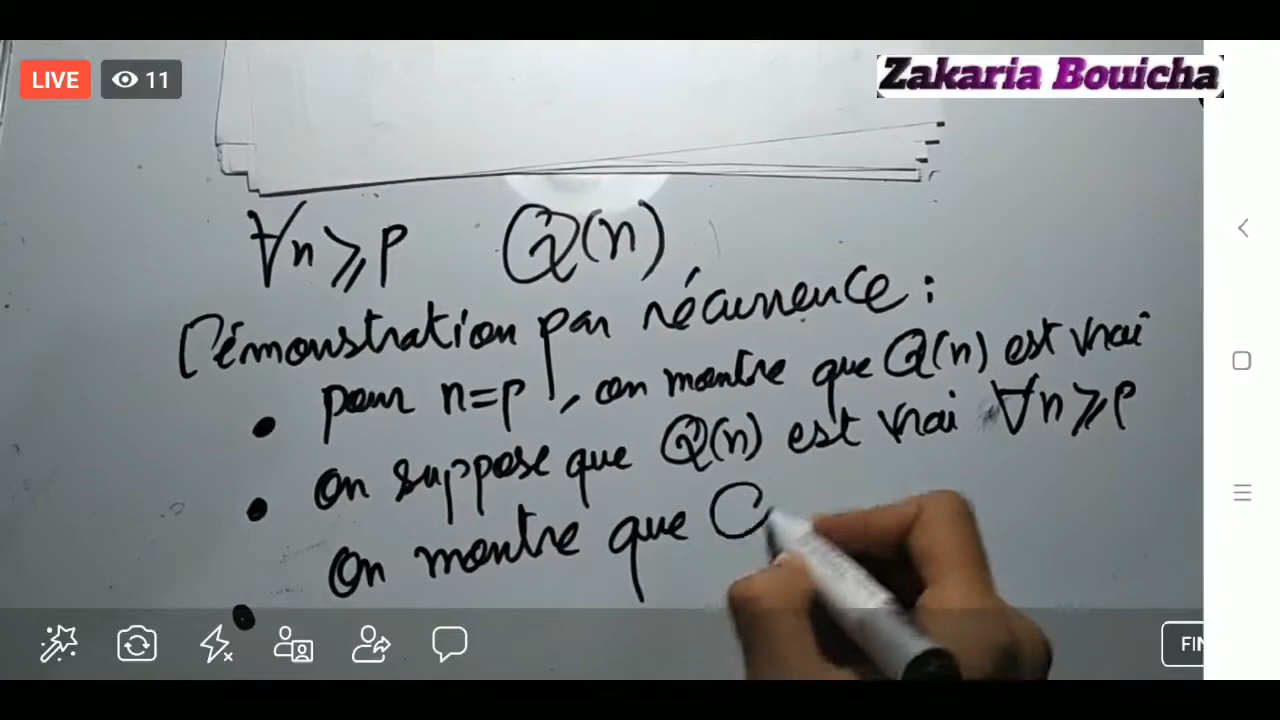 LIVE 11
Zakaria Bouicha
∀n ⩾ p Q(n)
Démonstration par récurrence :
• pour n=p, on montre que Q(n) est vrai
• on suppose que Q(n) est vrai ∀n ⩾ p
• on montre que
FIN